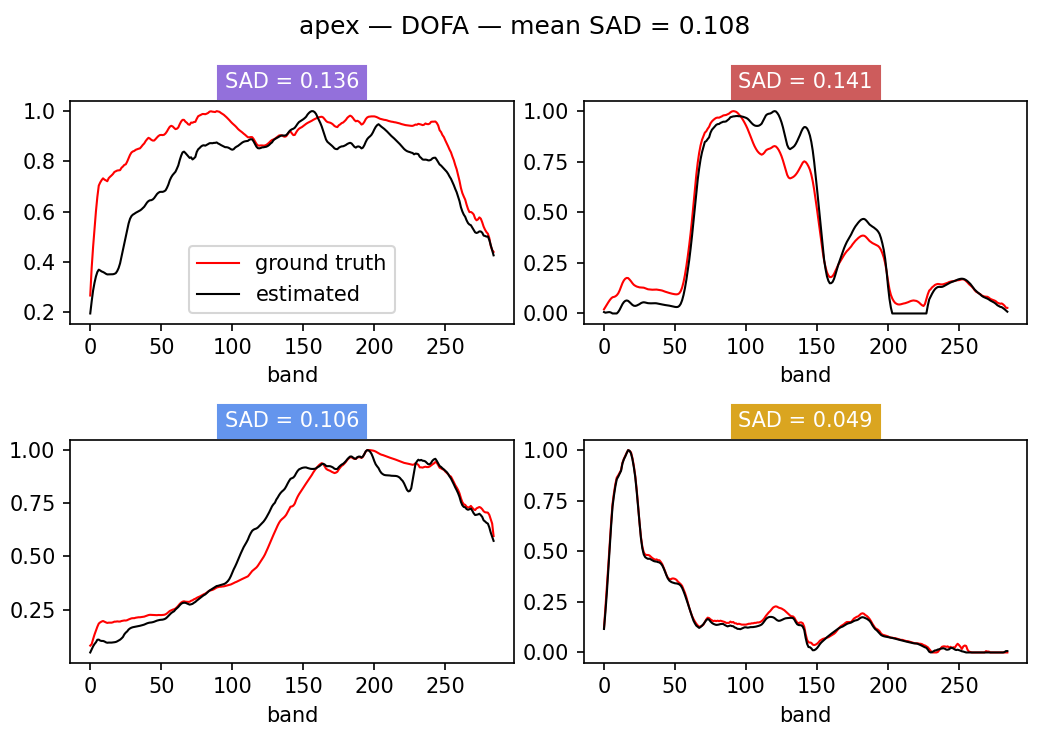 apex — DOFA — mean SAD = 0.108
SAD = 0.136
1.0
0.8
0.6
0.4
0.2
ground truth
estimated
0 50 100 150 200 250
band
SAD = 0.141
1.00
0.75
0.50
0.25
0.00
0 50 100 150 200 250
band
SAD = 0.106
1.00
0.75
0.50
0.25
0 50 100 150 200 250
band
SAD = 0.049
1.00
0.75
0.50
0.25
0.00
0 50 100 150 200 250
band